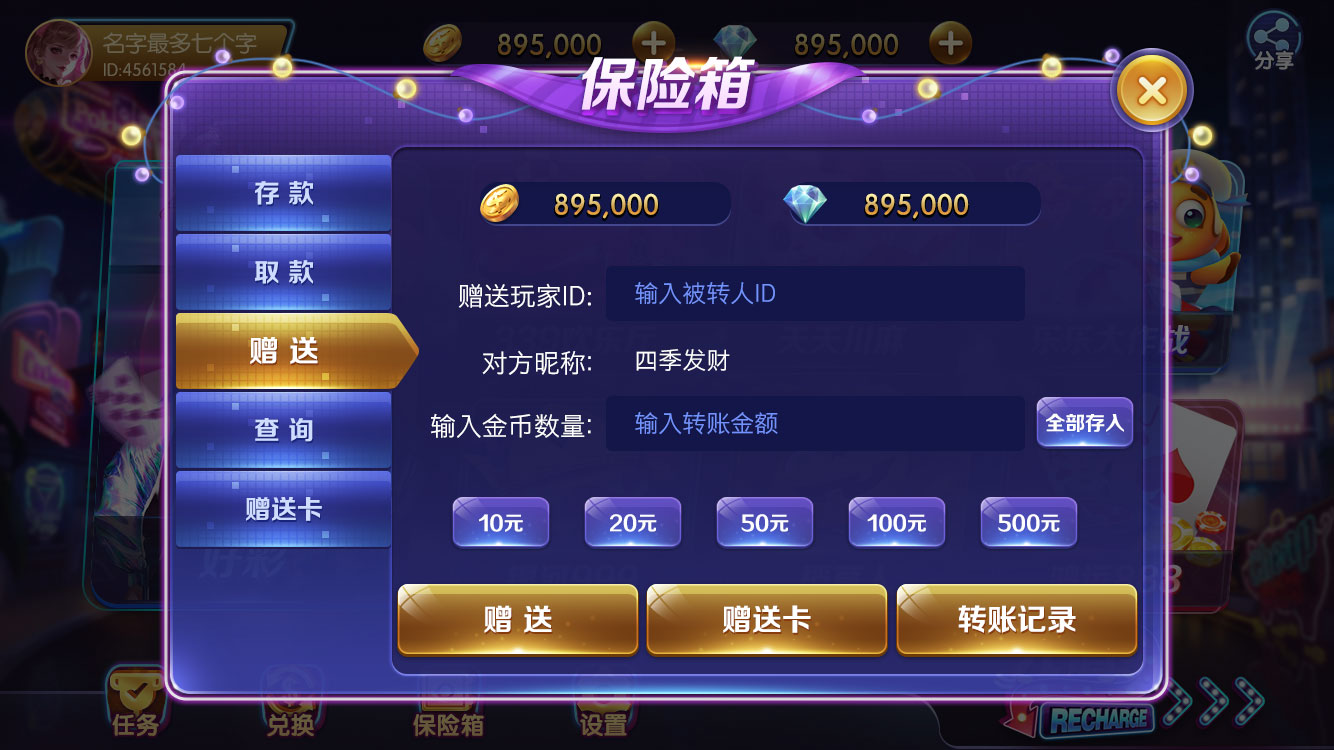 名字最多七个字
ID:4561584
895,000
895,000
分享
保险箱
存款
取款
赠送
查询
赠送卡
895,000
895,000
赠送玩家ID:
输入被转人ID
对方昵称:
四季发财
输入金币数量:
输入转账金额
全部存入
10元
20元
50元
100元
500元
赠送
赠送卡
转账记录
任务
兑换
保险箱
设置
RECHARGE